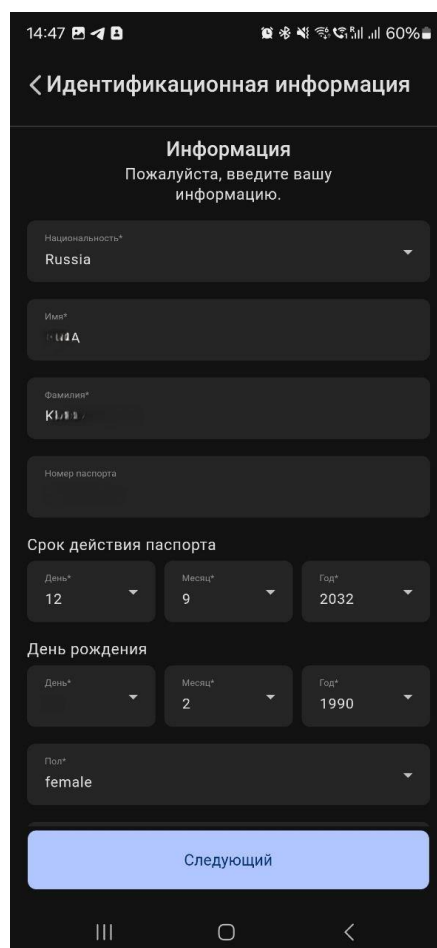 14:47 60%
Идентификационная информация
Информация
Пожалуйста, введите вашу
информацию.
Национальность*
Russia
Имя*
Фамилия*
Номер паспорта
Срок действия паспорта
День* Месяц* Год*
12 9 2032
День рождения
День* Месяц* Год*
2 1990
Пол*
female
Следующий